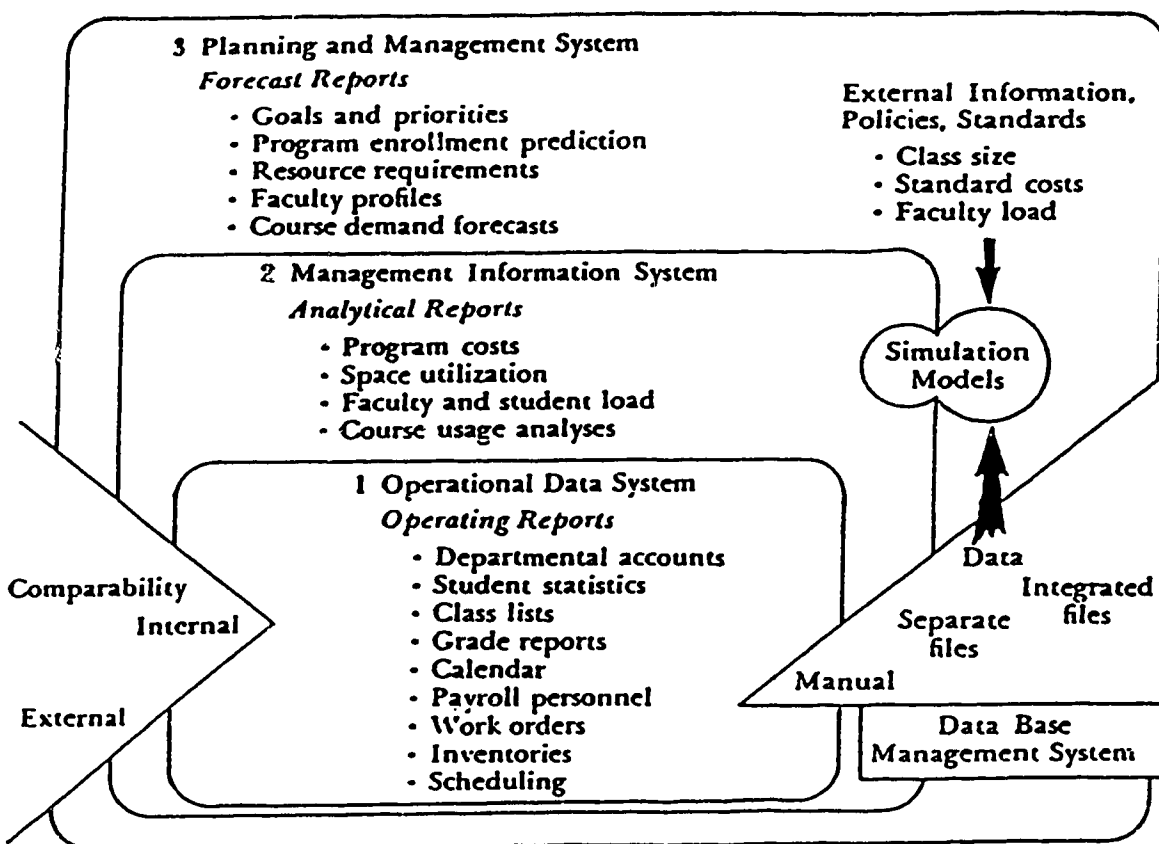 3 Planning and Management System
Forecast Reports
• Goals and priorities
• Program enrollment prediction
• Resource requirements
• Faculty profiles
• Course demand forecasts
External Information,
Policies, Standards
• Class size
• Standard costs
• Faculty load
2 Management Information System
Analytical Reports
• Program costs
• Space utilization
• Faculty and student load
• Course usage analyses
Simulation
Models
1 Operational Data System
Operating Reports
• Departmental accounts
• Student statistics
• Class lists
• Grade reports
• Calendar
• Payroll personnel
• Work orders
• Inventories
• Scheduling
Comparability
Internal
External
Data
Integrated
files
Separate
files
Manual
Data Base
Management System